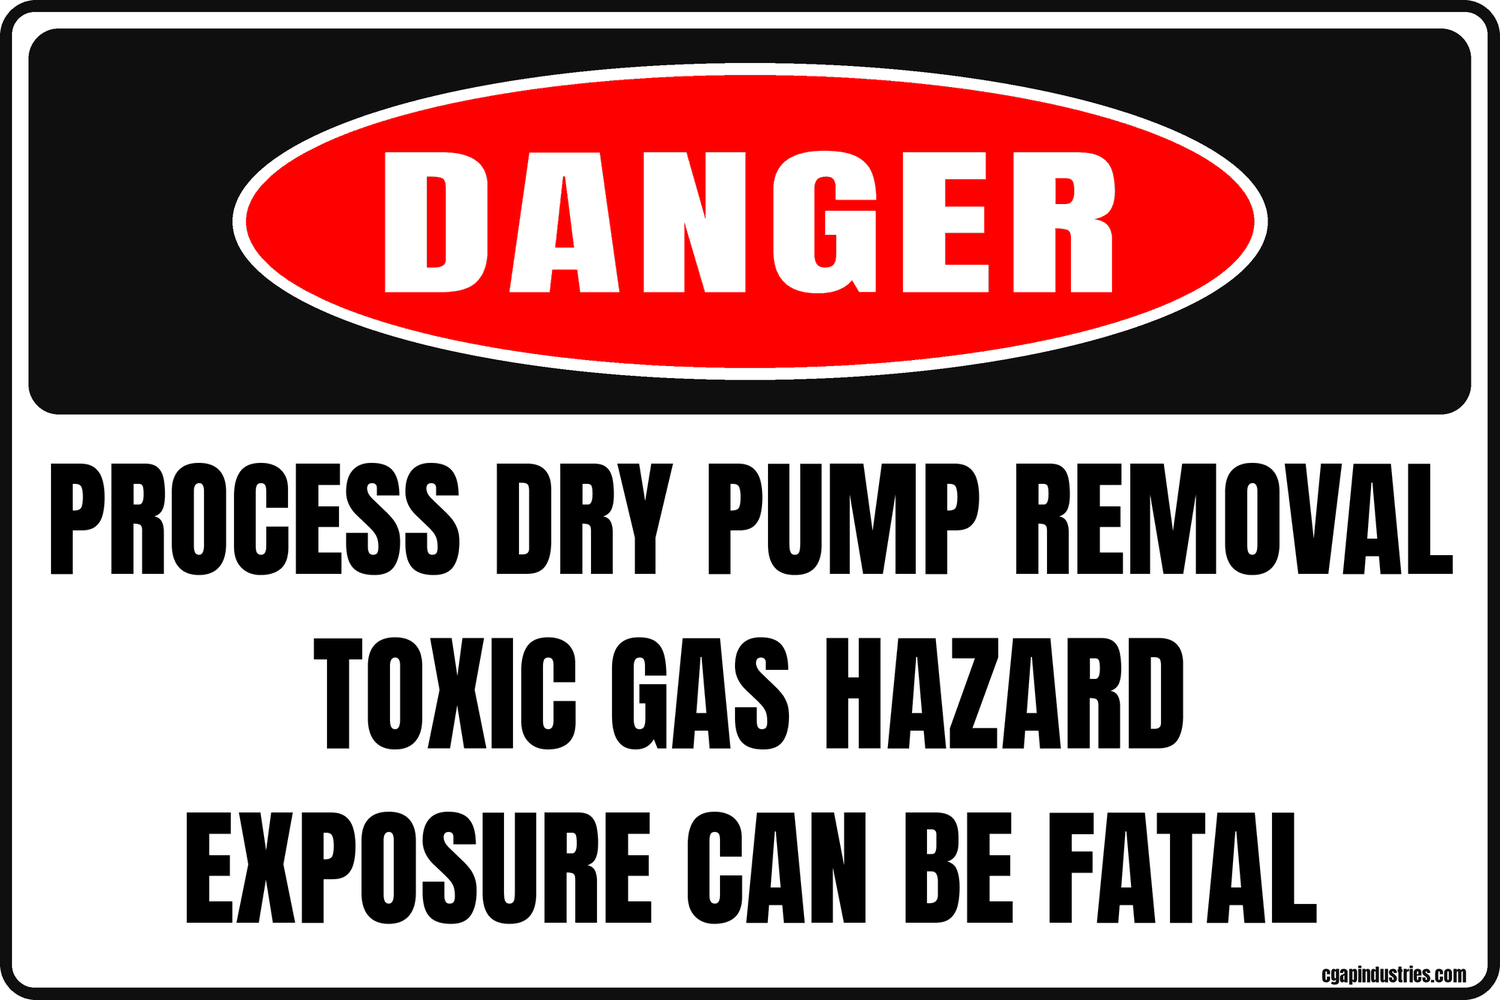 DANGER
PROCESS DRY PUMP REMOVAL
TOXIC GAS HAZARD
EXPOSURE CAN BE FATAL
cgapindustries.com